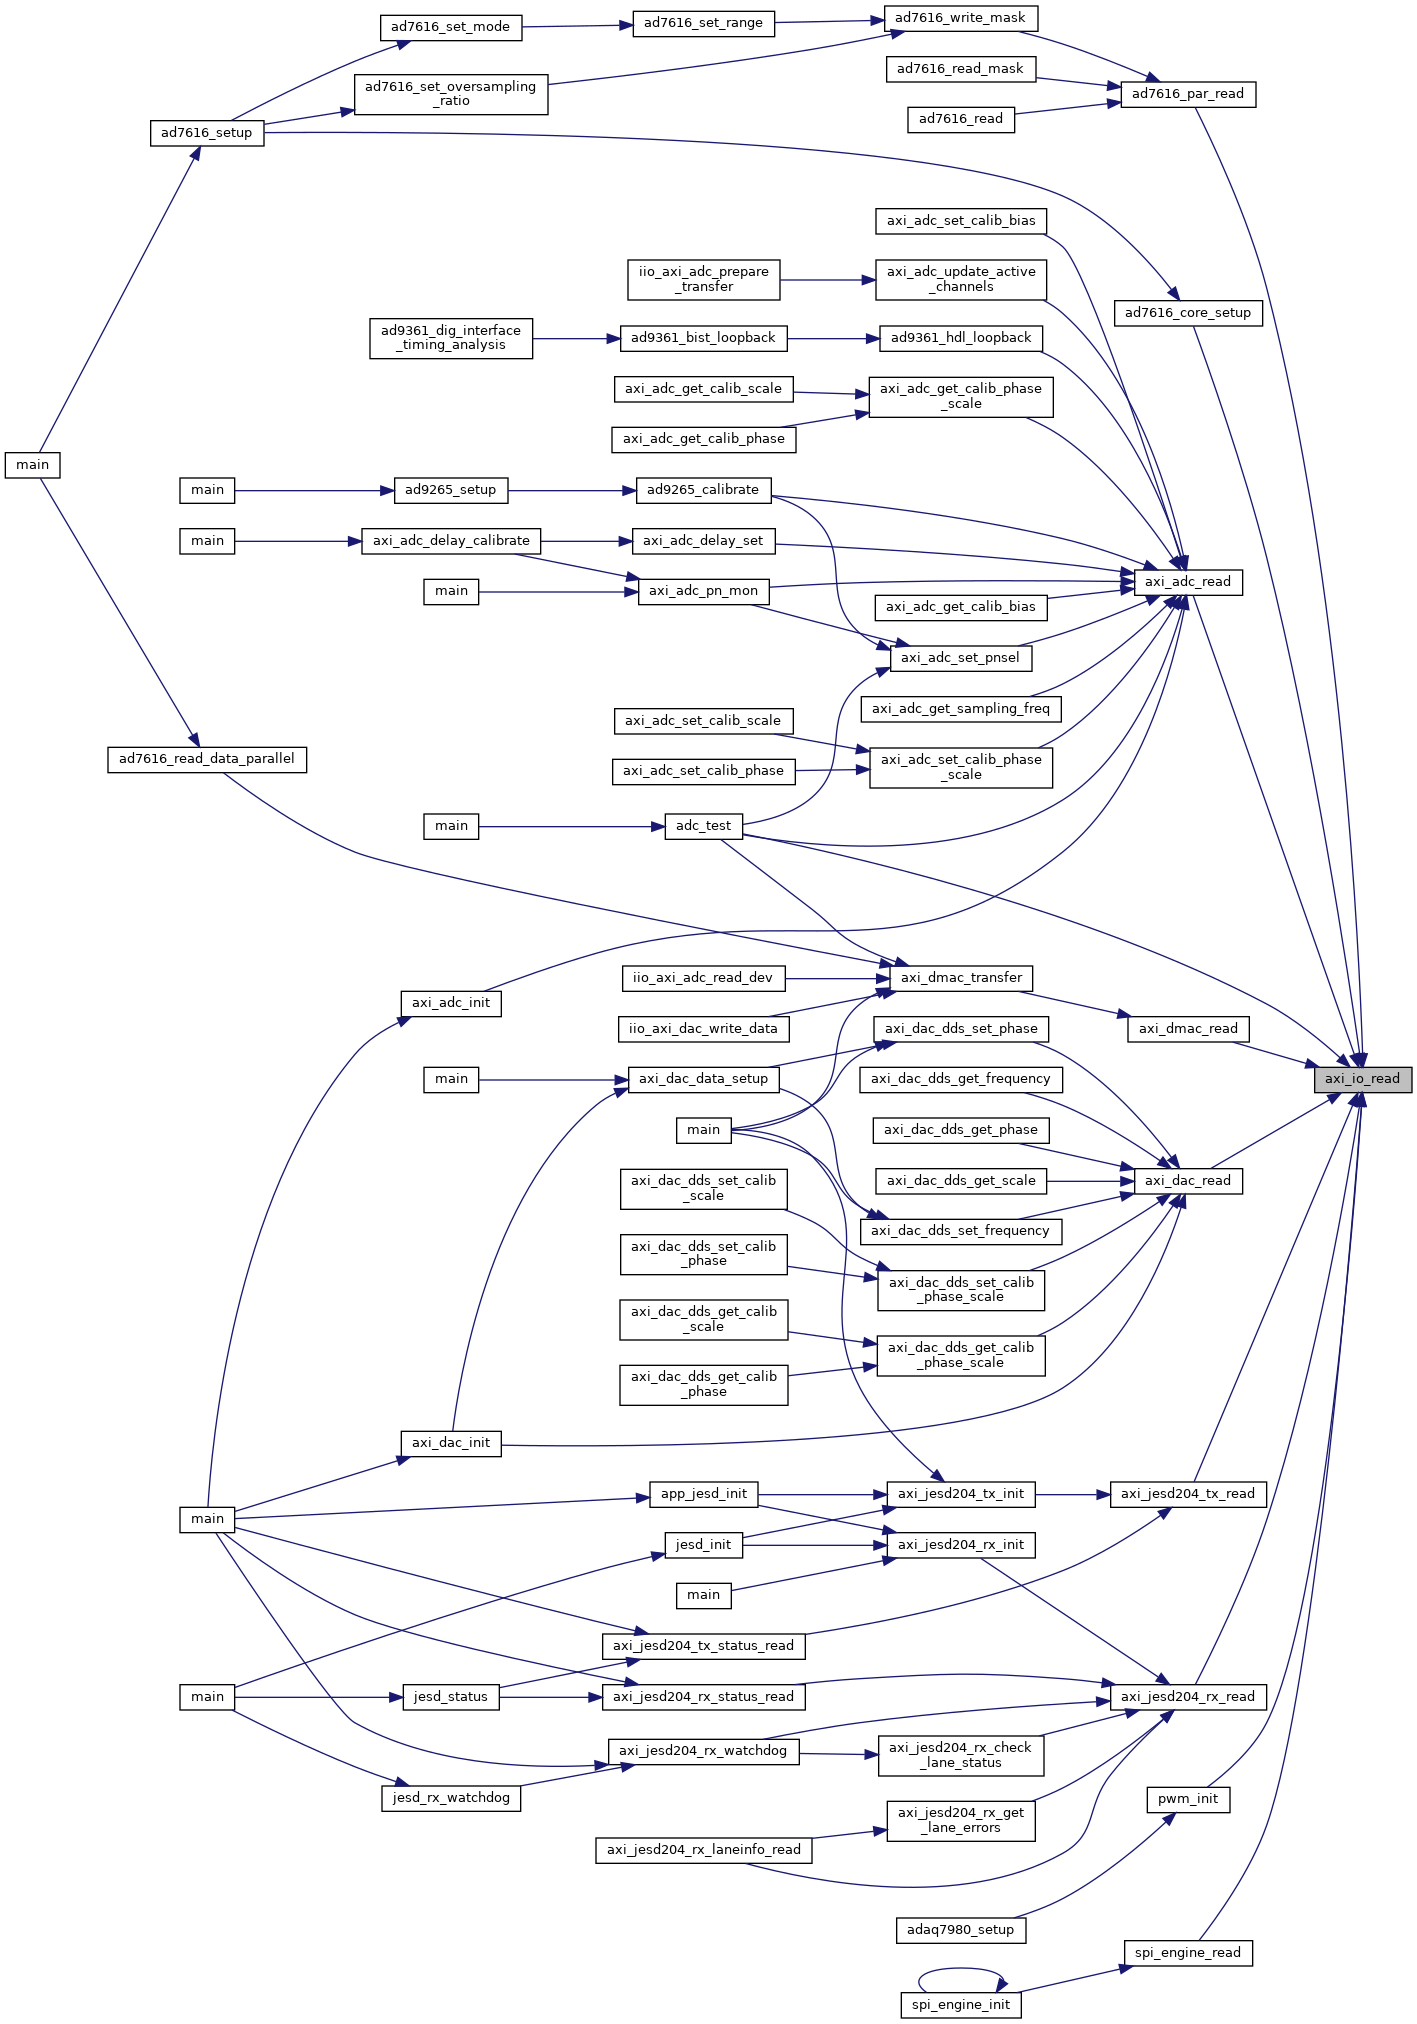 ad7616_write_mask
ad7616_set_range
ad7616_set_mode
ad7616_read_mask
ad7616_set_oversampling
_ratio
ad7616_par_read
ad7616_read
ad7616_setup
axi_adc_set_calib_bias
iio_axi_adc_prepare
_transfer
axi_adc_update_active
_channels
ad7616_core_setup
ad9361_dig_interface
_timing_analysis
ad9361_bist_loopback
ad9361_hdl_loopback
axi_adc_get_calib_scale
axi_adc_get_calib_phase
_scale
axi_adc_get_calib_phase
main
main
ad9265_setup
ad9265_calibrate
main
axi_adc_delay_calibrate
axi_adc_delay_set
axi_adc_read
main
axi_adc_pn_mon
axi_adc_get_calib_bias
axi_adc_set_pnsel
axi_adc_get_sampling_freq
axi_adc_set_calib_scale
ad7616_read_data_parallel
axi_adc_set_calib_phase
_scale
axi_adc_set_calib_phase
main
adc_test
iio_axi_adc_read_dev
axi_dmac_transfer
axi_adc_init
iio_axi_dac_write_data
axi_dac_dds_set_phase
axi_dmac_read
main
axi_dac_data_setup
axi_dac_dds_get_frequency
axi_io_read
main
axi_dac_dds_get_phase
axi_dac_dds_set_calib
_scale
axi_dac_dds_get_scale
axi_dac_read
axi_dac_dds_set_frequency
axi_dac_dds_set_calib
_phase
axi_dac_dds_set_calib
_phase_scale
axi_dac_dds_get_calib
_scale
axi_dac_dds_get_calib
_phase_scale
axi_dac_dds_get_calib
_phase
axi_dac_init
app_jesd_init
axi_jesd204_tx_init
axi_jesd204_tx_read
main
jesd_init
axi_jesd204_rx_init
main
axi_jesd204_tx_status_read
main
jesd_status
axi_jesd204_rx_status_read
axi_jesd204_rx_read
axi_jesd204_rx_watchdog
axi_jesd204_rx_check
_lane_status
jesd_rx_watchdog
pwm_init
axi_jesd204_rx_get
_lane_errors
axi_jesd204_rx_laneinfo_read
adaq7980_setup
spi_engine_read
spi_engine_init